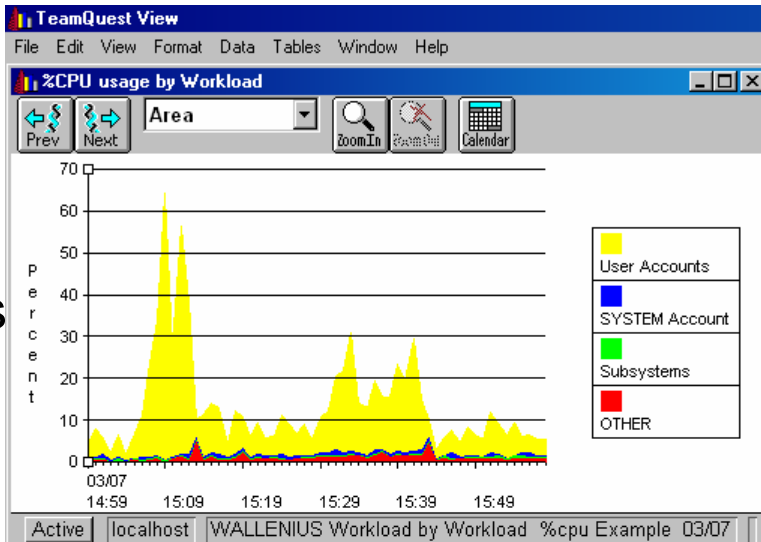 TeamQuest View
File Edit View Format Data Tables Window Help
%CPU usage by Workload
Prev Next Area ZoomIn ZoomOut Calendar
70
60
50
40
30
20
10
0
Percent
s
03/07
14:59 15:09 15:19 15:29 15:39 15:49
User Accounts
SYSTEM Account
Subsystems
OTHER
Active localhost WALLENIUS Workload by Workload %cpu Example 03/07